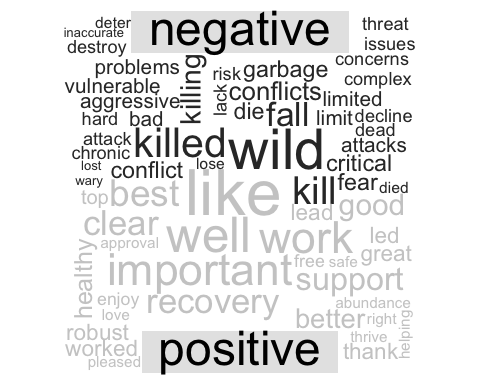 negative
deter
threat
inaccurate
destroy
issues
concerns
problems
killing
risk
garbage
complex
vulnerable
lack
conflicts
aggressive
die
fall
limited
hard
bad
limit
decline
dead
attack
killed
wild
attacks
chronic
lose
critical
lost
conflict
wary
kill
fear
died
top
best
like
lead
good
clear
well
work
led
approval
healthy
important
free
safe
great
support
enjoy
recovery
abundance
love
better
right
helping
robust
thrive
worked
thank
pleased
positive